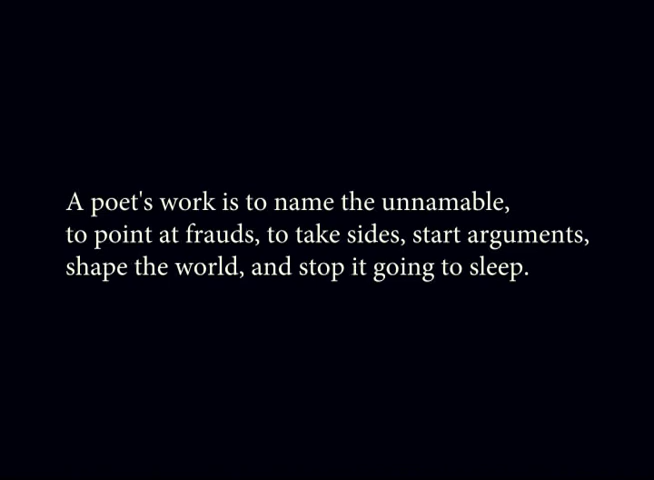 A poet's work is to name the unnamable,
to point at frauds, to take sides, start arguments,
shape the world, and stop it going to sleep.